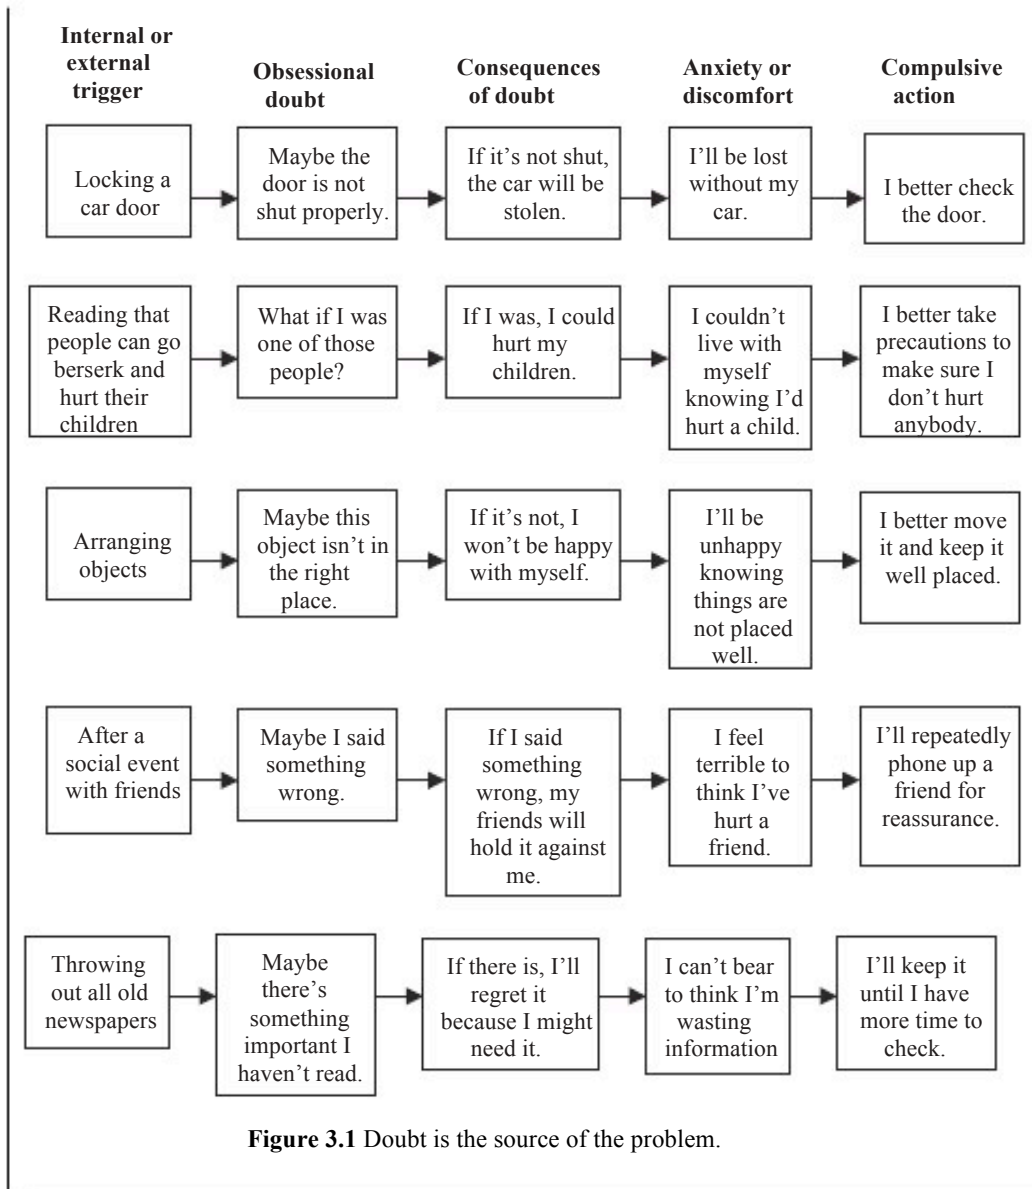 Internal or
external
trigger
Obsessional
doubt
Consequences
of doubt
Anxiety or
discomfort
Compulsive
action
Locking a
car door
Maybe the
door is not
shut properly.
If it's not shut,
the car will be
stolen.
I'll be lost
without my
car.
I better check
the door.
Reading that
people can go
berserk and
hurt their
children
What if I was
one of those
people?
If I was, I could
hurt my
children.
I couldn't
live with
myself
knowing I'd
hurt a child.
I better take
precautions to
make sure I
don't hurt
anybody.
Arranging
objects
Maybe this
object isn't in
the right
place.
If it's not, I
won't be happy
with myself.
I'll be
unhappy
knowing
things are
not placed
well.
I better move
it and keep it
well placed.
After a
social event
with friends
Maybe I said
something
wrong.
If I said
something
wrong, my
friends will
hold it against
me.
I feel
terrible to
think I've
hurt a
friend.
I'll repeatedly
phone up a
friend for
reassurance.
Throwing
out all old
newspapers
Maybe
there's
something
important I
haven't read.
If there is, I'll
regret it
because I might
need it.
I can't bear
to think I'm
wasting
information
I'll keep it
until I have
more time to
check.
Figure 3.1 Doubt is the source of the problem.